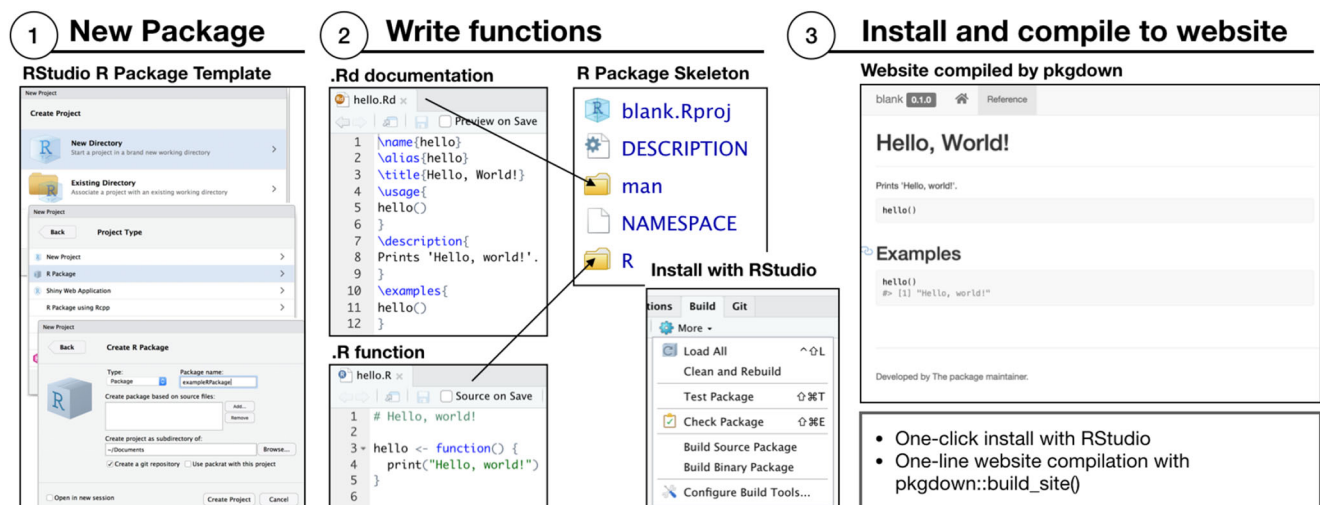 1 New Package
RStudio R Package Template
New Project
Create Project
New Directory
Start a project in a brand new working directory
Existing Directory
Associate a project with an existing working directory
New Project
Back Project Type
New Project
R Package
Shiny Web Application
R Package using Rcpp
New Project
Back Create R Package
Type: Package name:
Package exampleRPackage
Create package based on source files:
Add...
Remove
Create project as subdirectory of:
~/Documents Browse...
Create a git repository Use packrat with this project
Open in new session Create Project Cancel
2 Write functions
.Rd documentation
hello.Rd ×
Preview on Save
1 \name{hello}
2 \alias{hello}
3 \title{Hello, World!}
4 \usage{
5 hello()
6 }
7 \description{
8 Prints 'Hello, world!'.
9 }
10 \examples{
11 hello()
12 }
.R function
hello.R ×
Source on Save
1 # Hello, world!
2
3 hello <- function() {
4 print("Hello, world!")
5 }
6
R Package Skeleton
blank.Rproj
DESCRIPTION
man
NAMESPACE
R
Install with RStudio
tions Build Git
More
Load All ^⇧L
Clean and Rebuild
Test Package ⇧⌘T
Check Package ⇧⌘E
Build Source Package
Build Binary Package
Configure Build Tools...
3 Install and compile to website
Website compiled by pkgdown
blank 0.1.0 Reference
Hello, World!
Prints 'Hello, world!'.
hello()
Examples
hello()
#> [1] "Hello, world!"
Developed by The package maintainer.
• One-click install with RStudio
• One-line website compilation with
pkgdown::build_site()